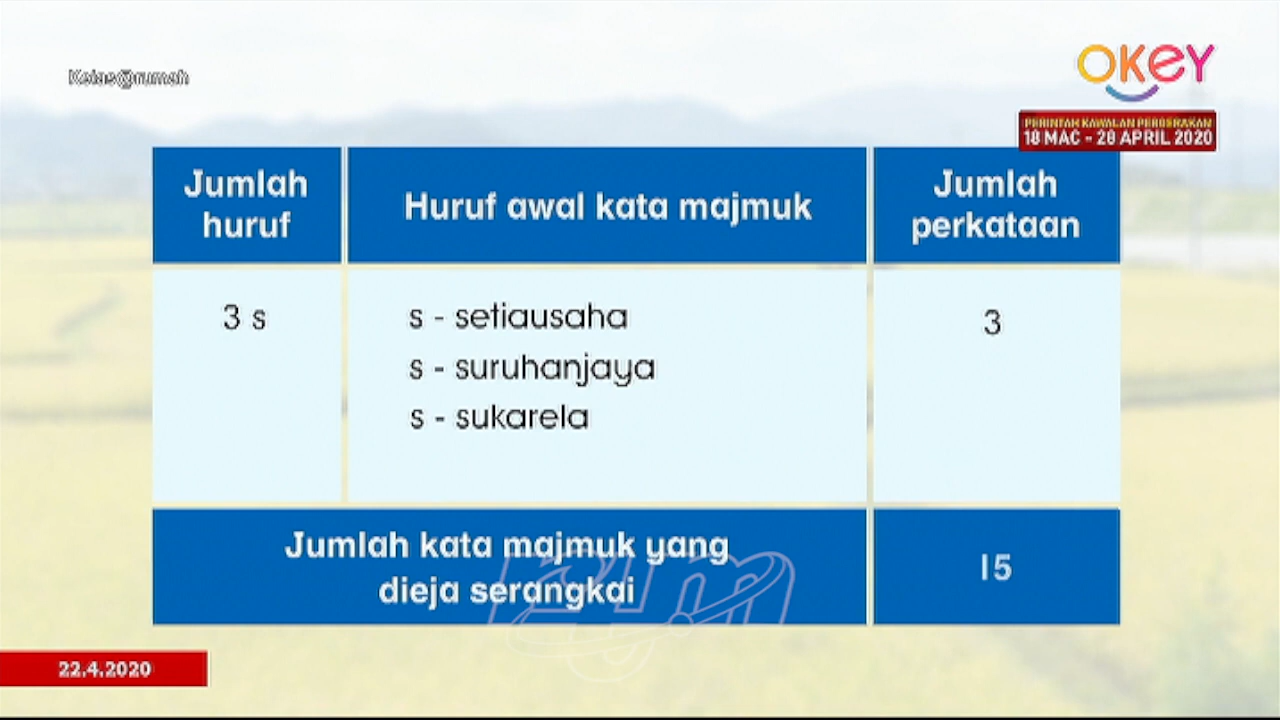 Kelas@rumah
OKEY
PERINTAH KAWALAN PERGERAKAN
18 MAC - 28 APRIL 2020
Jumlah huruf
Huruf awal kata majmuk
Jumlah perkataan
3 s
s - setiausaha
s - suruhanjaya
s - sukarela
3
Jumlah kata majmuk yang
dieja serangkai
15
22.4.2020